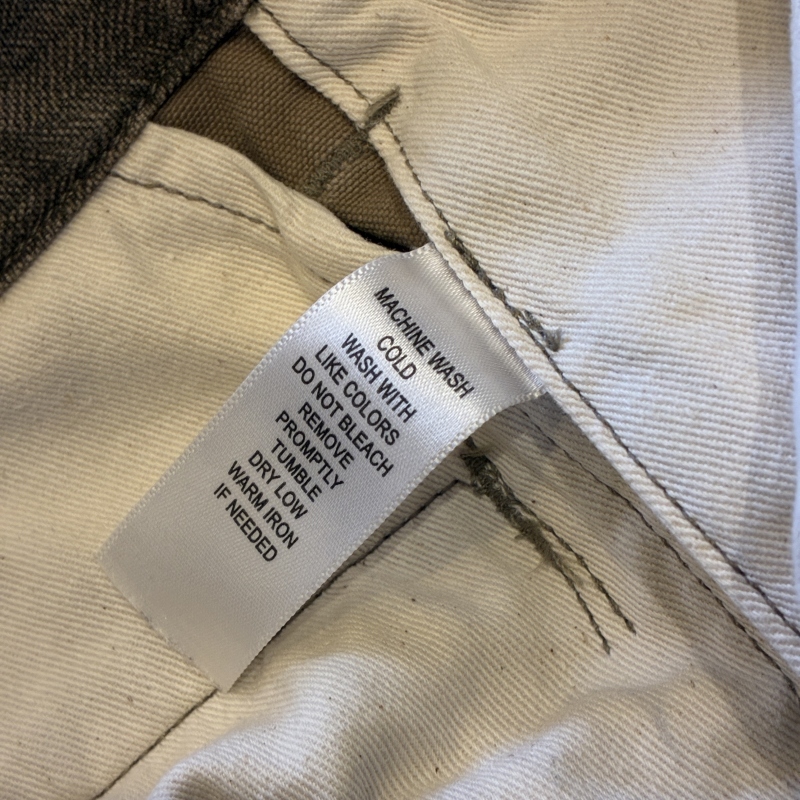 MACHINE WASH
COLD
WASH WITH
LIKE COLORS
DO NOT BLEACH
REMOVE
PROMPTLY
TUMBLE
DRY LOW
WARM IRON
IF NEEDED